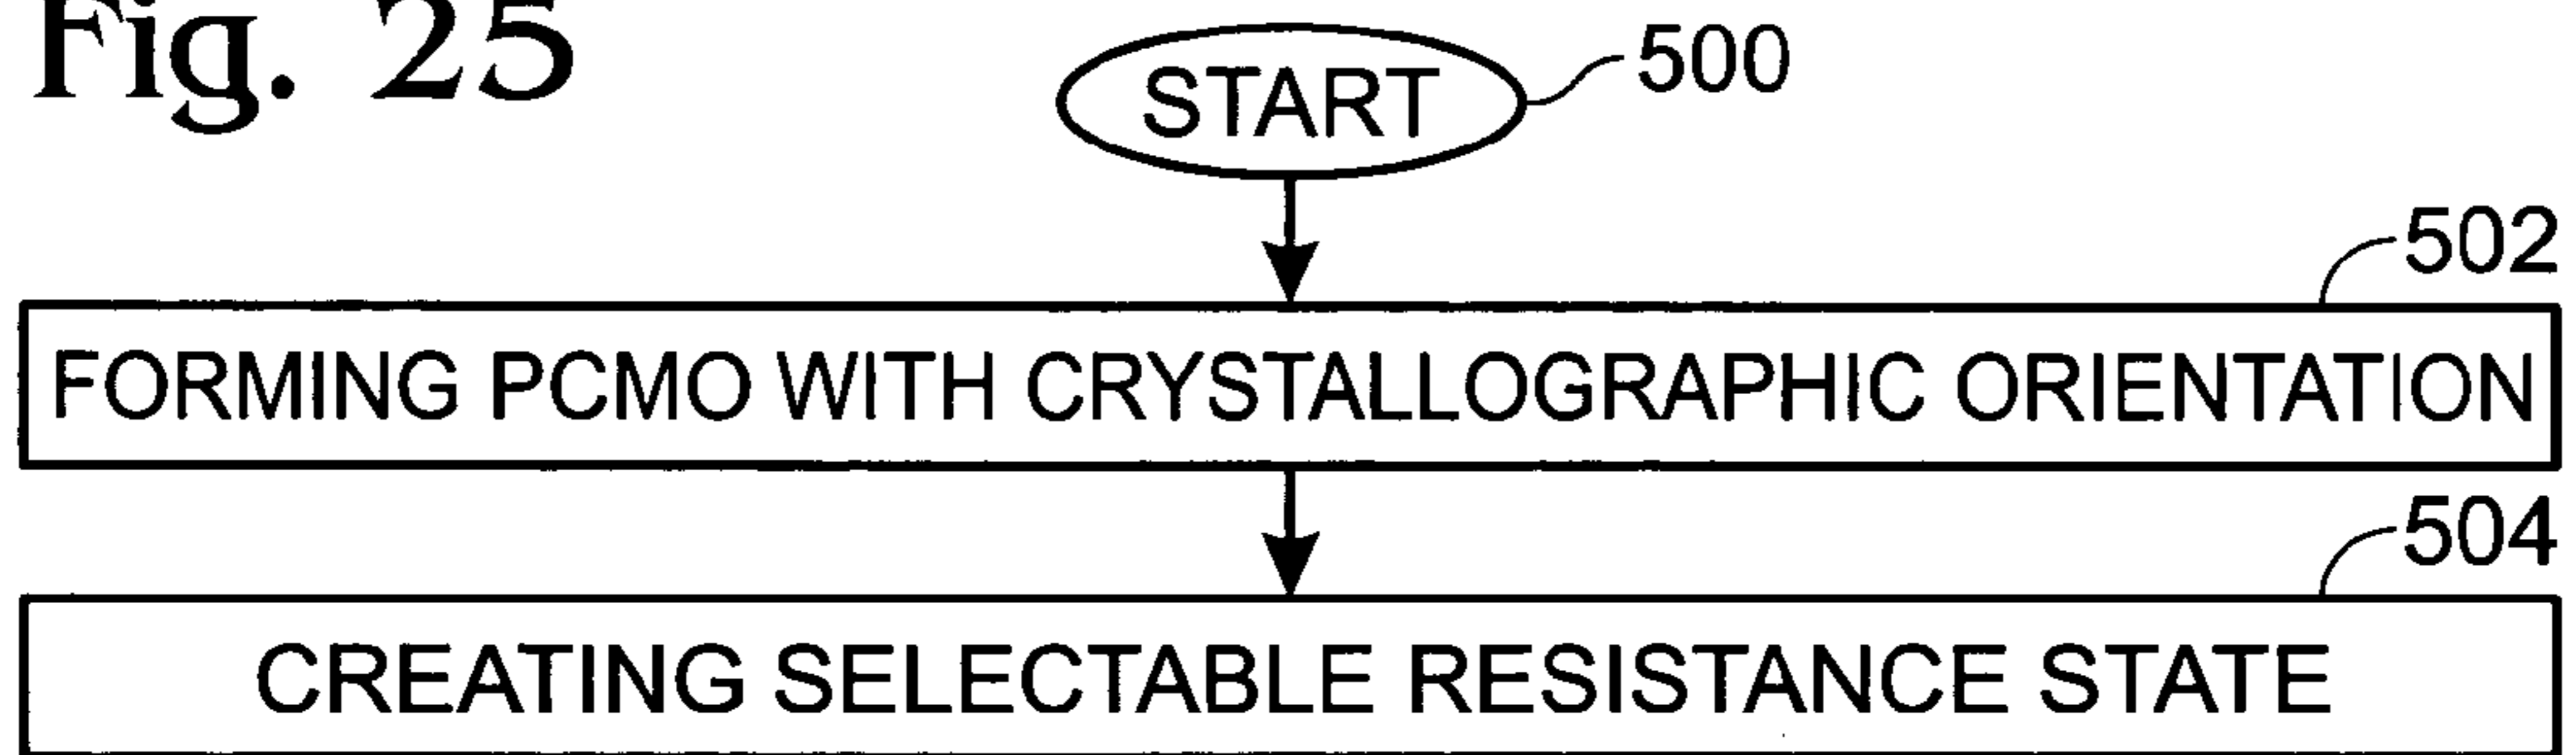 Fig. 25
START
500
502
FORMING PCMO WITH CRYSTALLOGRAPHIC ORIENTATION
504
CREATING SELECTABLE RESISTANCE STATE